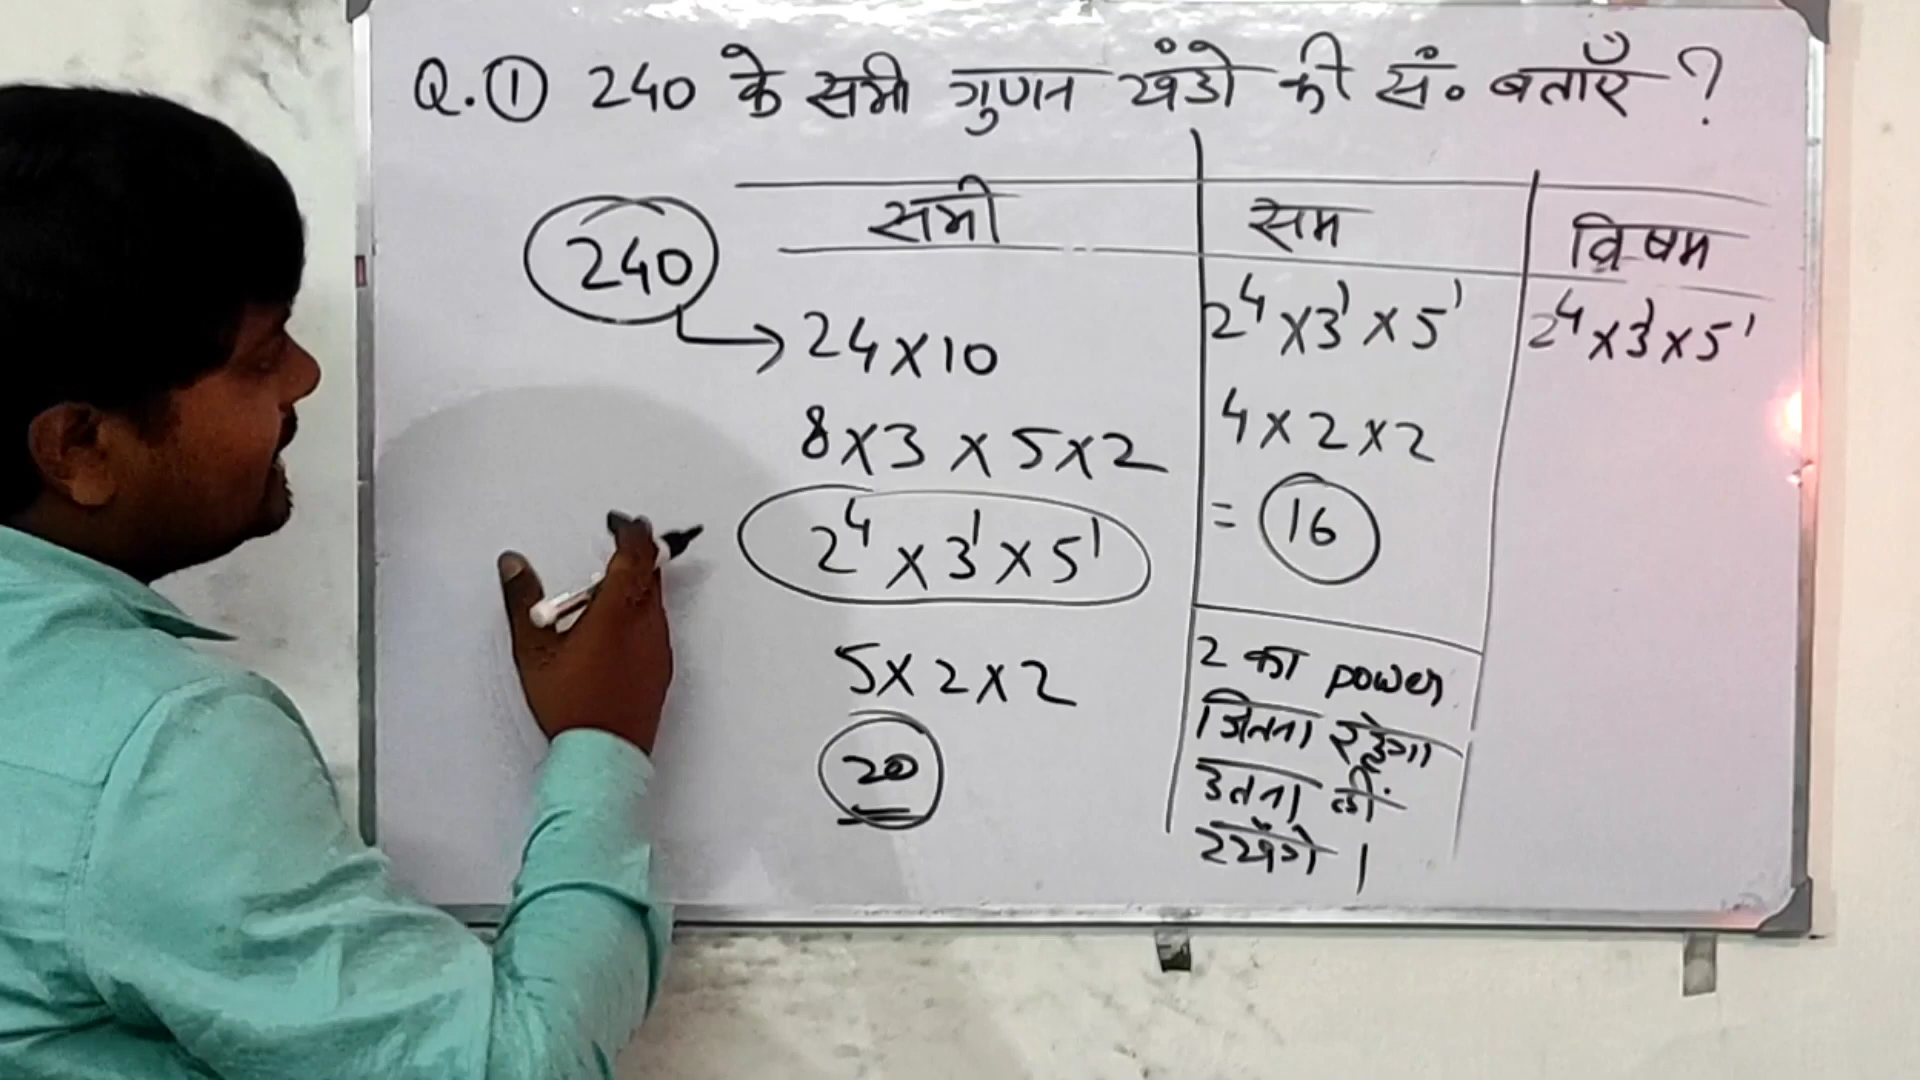 Q.① 240 के सभी गुणन खंडों की सं० बताएँ ?
240
सभी
24×10
8×3×5×2
2⁴×3¹×5¹
5×2×2
20
सम
2⁴×3¹×5¹
4×2×2
= 16
2 का power
जितना रहेगा
उतना ही
रखेंगे।
विषम
2⁴×3¹×5¹